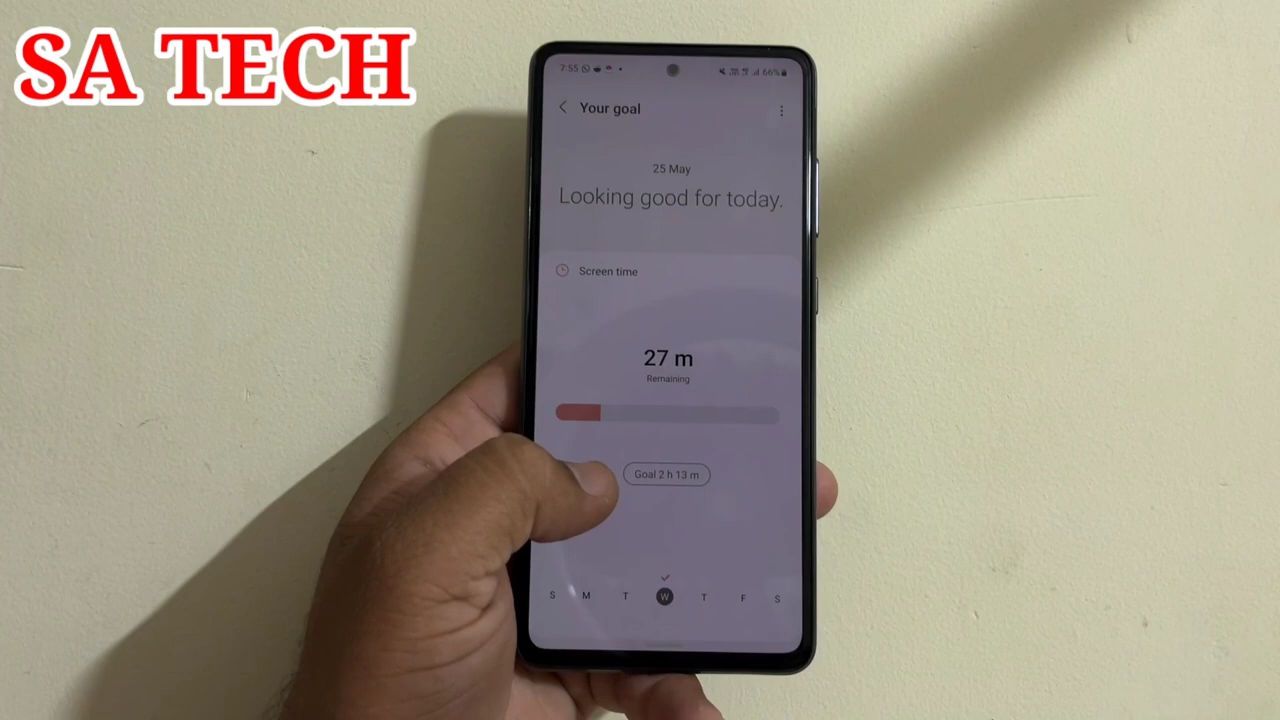 SA TECH
7:55
66%
Your goal
25 May
Looking good for today.
Screen time
27 m
Remaining
Goal 2 h 13 m
S M T W T F S